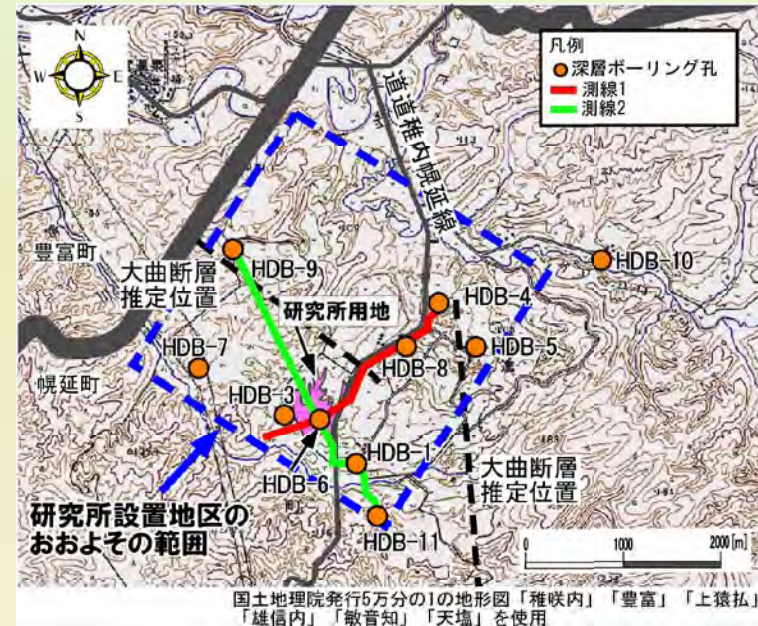 N
W E
S
凡例
深層ボーリング孔
測線1
測線2
道道稚内幌延線
豊富町
大曲断層
推定位置
HDB-9
HDB-10
研究所用地
HDB-4
HDB-7
HDB-5
HDB-8
幌延町
HDB-3
HDB-1
HDB-6
大曲断層
推定位置
研究所設置地区の
おおよその範囲
HDB-11
0 1000 2000[m]
国土地理院発行5万分の1の地形図「稚咲内」「豊富」「上猿払」
「雄信内」「敏音知」「天塩」を使用